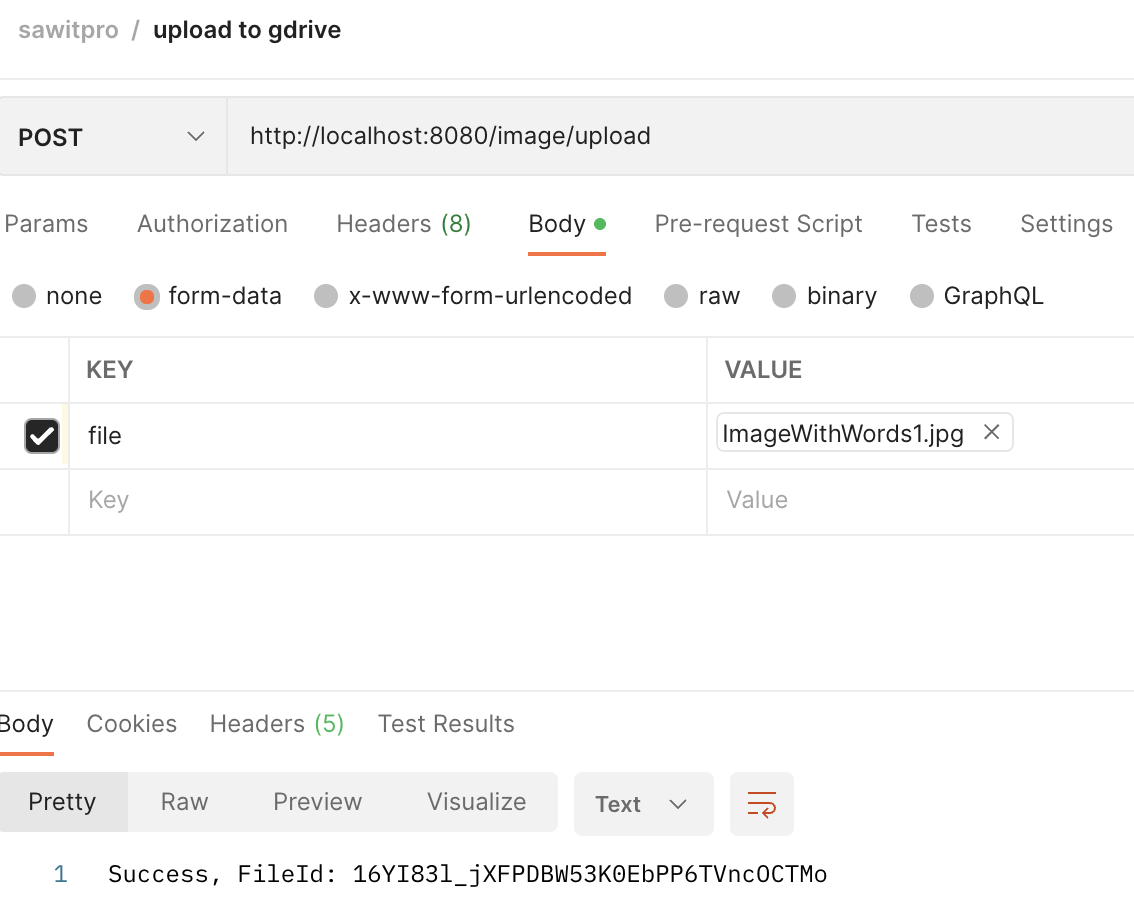 sawitpro / upload to gdrive
POST http://localhost:8080/image/upload
Params Authorization Headers (8) Body Pre-request Script Tests Settings
none form-data x-www-form-urlencoded raw binary GraphQL
KEY VALUE
file ImageWithWords1.jpg
Key Value
Body Cookies Headers (5) Test Results
Pretty Raw Preview Visualize Text
1 Success, FileId: 16YI83l_jXFPDBW53K0EbPP6TVncOCTMo